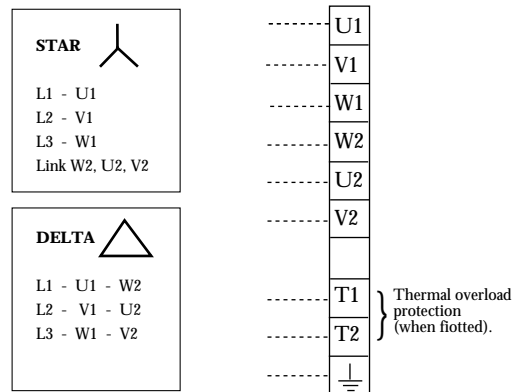 STAR
L1 - U1
L2 - V1
L3 - W1
Link W2, U2, V2
DELTA
L1 - U1 - W2
L2 - V1 - U2
L3 - W1 - V2
U1
V1
W1
W2
U2
V2
T1
T2
Thermal overload
protection
(when fiotted).